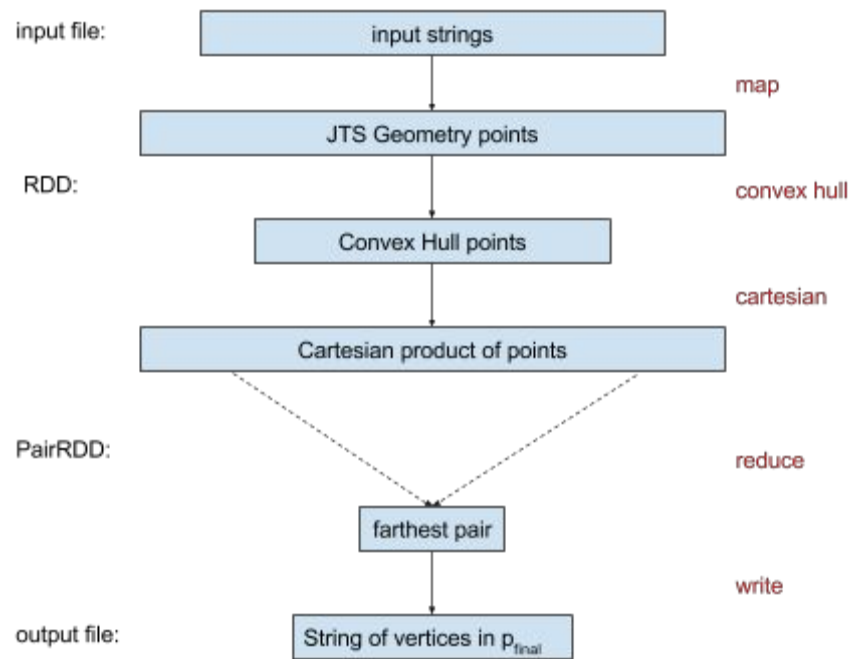 input file:
input strings
map
JTS Geometry points
RDD:
convex hull
Convex Hull points
cartesian
Cartesian product of points
PairRDD:
reduce
farthest pair
write
output file:
String of vertices in p_final